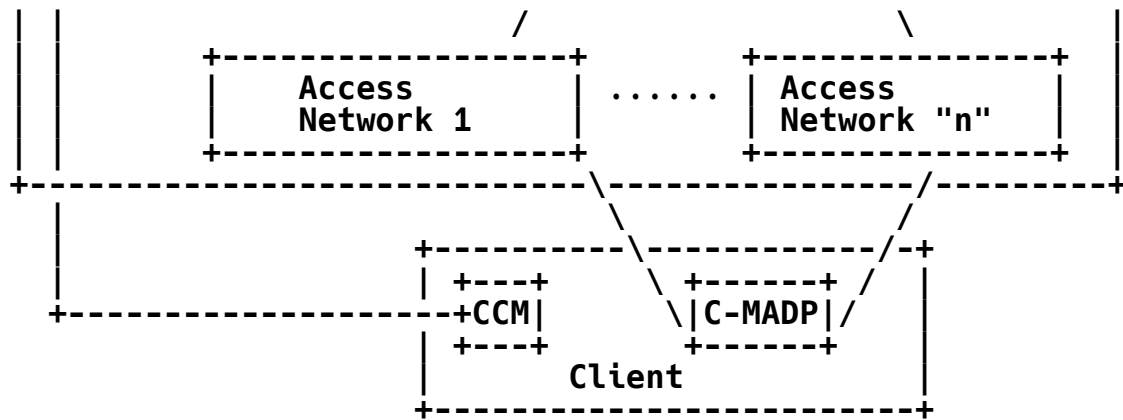 Access
Network 1
......
Access
Network "n"
CCM
C-MADP
Client